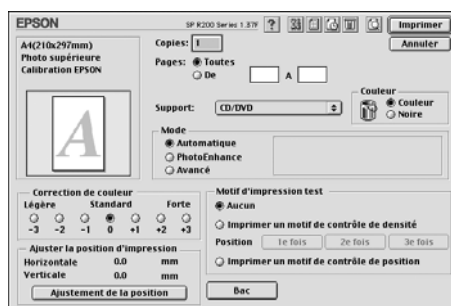 EPSON
SP R200 Series 1.87F
Imprimer
A4(210x297mm)
Photo supérieure
Calibration EPSON
A
Copies: 1
Annuler
Pages: Toutes
De A
Support: CD/DVD
Couleur
Couleur
Noire
Mode
Automatique
PhotoEnhance
Avancé
Correction de couleur
Légère Standard Forte
-3 -2 -1 0 +1 +2 +3
Ajuster la position d'impression
Horizontale 0.0 mm
Verticale 0.0 mm
Ajustement de la position
Motif d'impression test
Aucun
Imprimer un motif de contrôle de densité
Position 1e fois 2e fois 3e fois
Imprimer un motif de contrôle de position
Bac